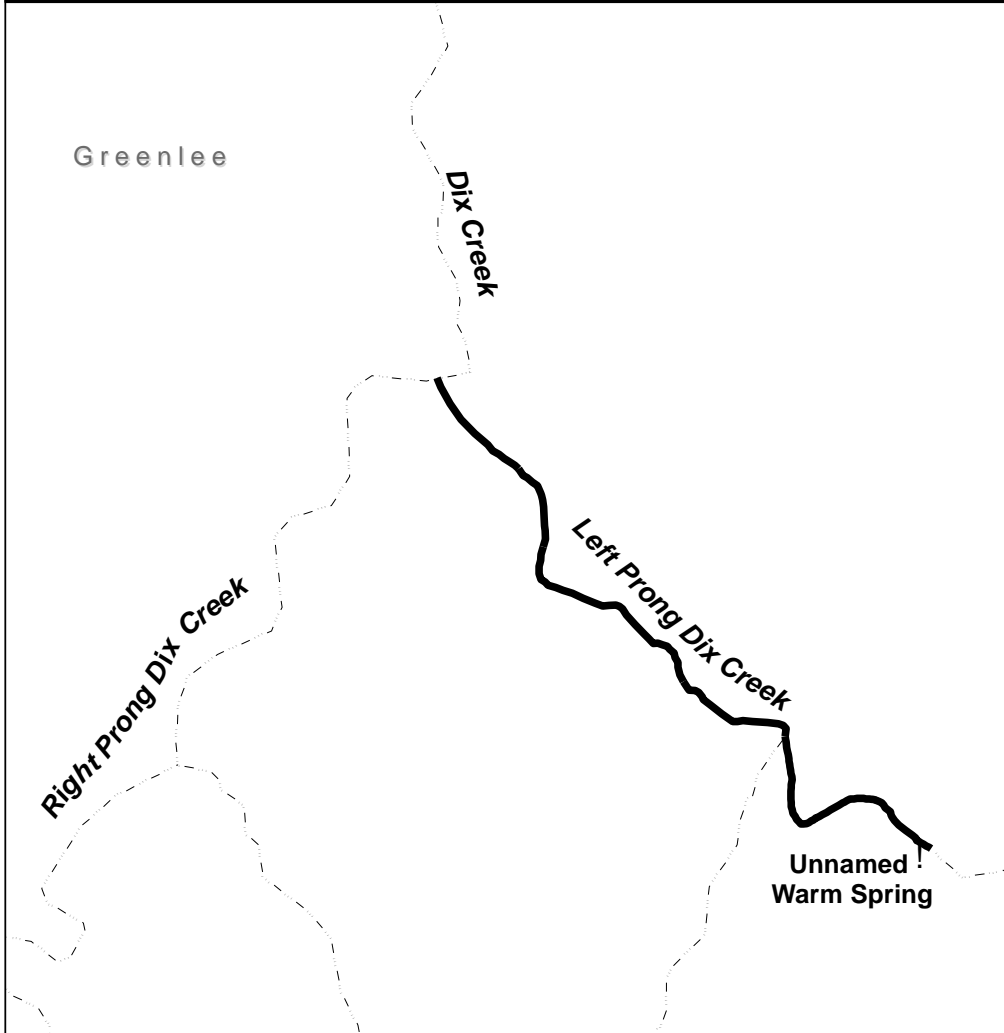 Greenlee
Dix Creek
Left Prong Dix Creek
Right Prong Dix Creek
Unnamed !
Warm Spring